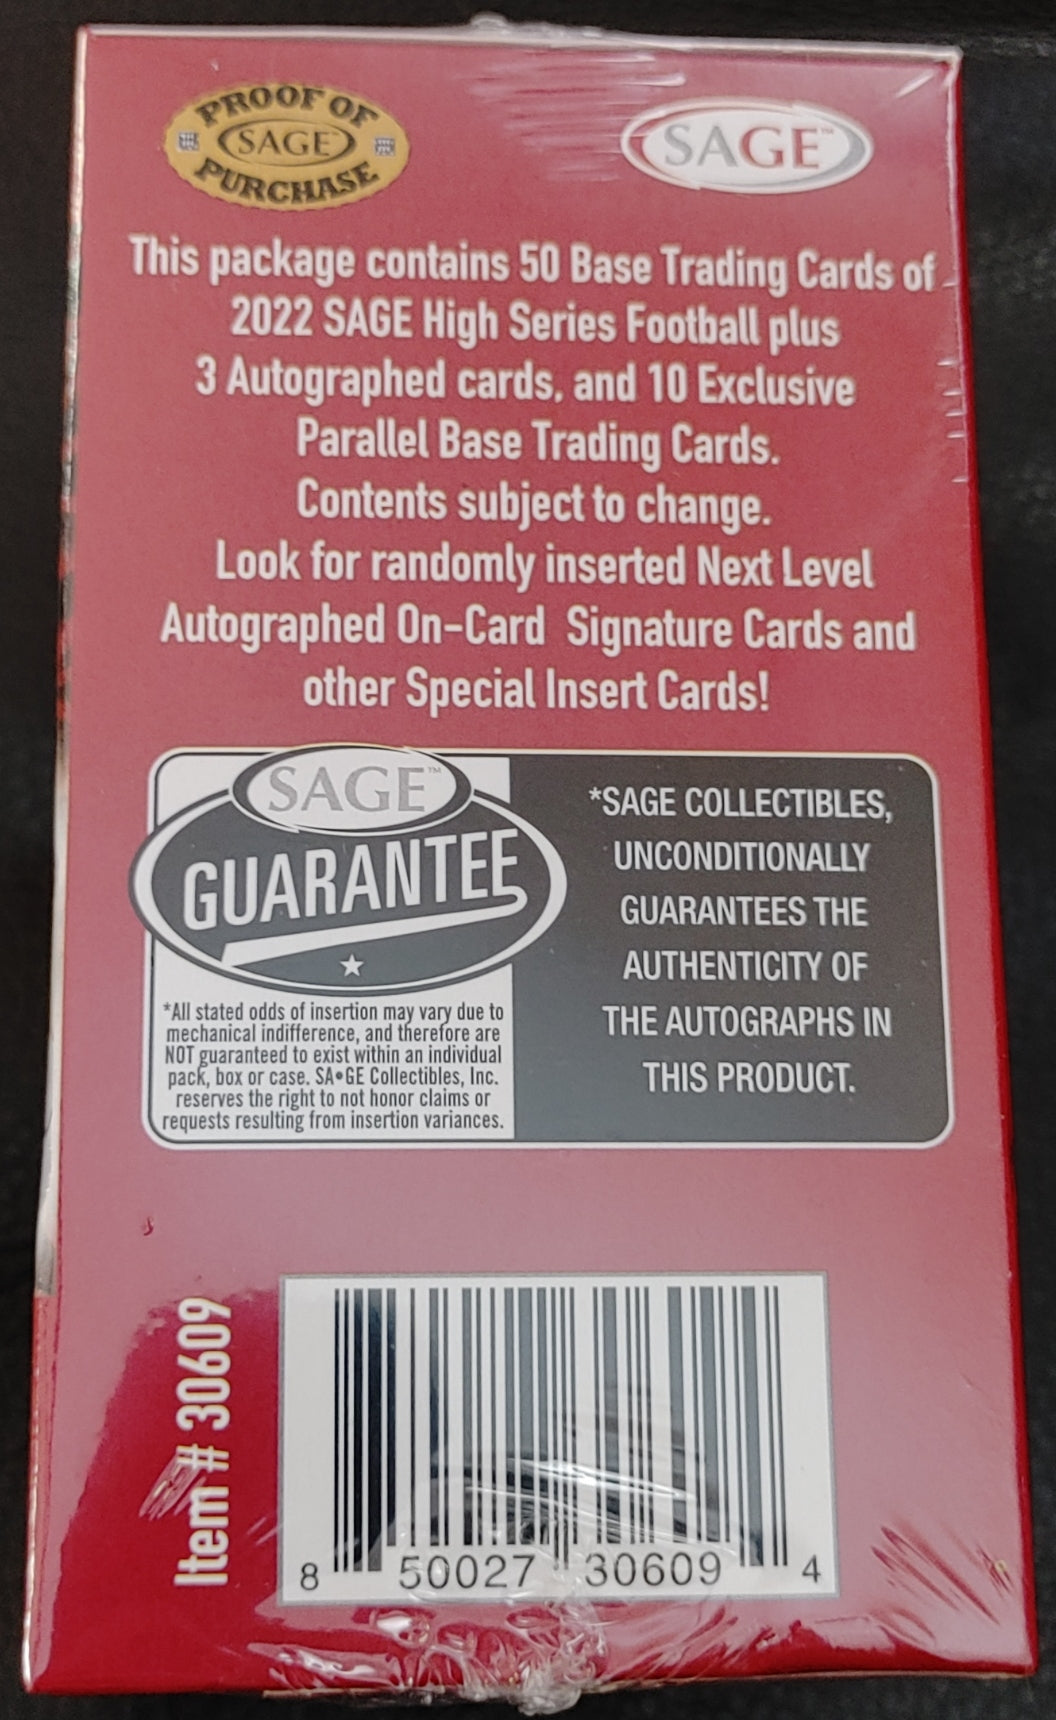 PROOF OF
SAGE
PURCHASE
SAGE™
This package contains 50 Base Trading Cards of
2022 SAGE High Series Football plus
3 Autographed cards, and 10 Exclusive
Parallel Base Trading Cards.
Contents subject to change.
Look for randomly inserted Next Level
Autographed On-Card Signature Cards and
other Special Insert Cards!
SAGE™
GUARANTEE
*All stated odds of insertion may vary due to
mechanical indifference, and therefore are
NOT guaranteed to exist within an individual
pack, box or case. SA•GE Collectibles, Inc.
reserves the right to not honor claims or
requests resulting from insertion variances.
*SAGE COLLECTIBLES,
UNCONDITIONALLY
GUARANTEES THE
AUTHENTICITY OF
THE AUTOGRAPHS IN
THIS PRODUCT.
Item # 30609
8 50027 30609 4